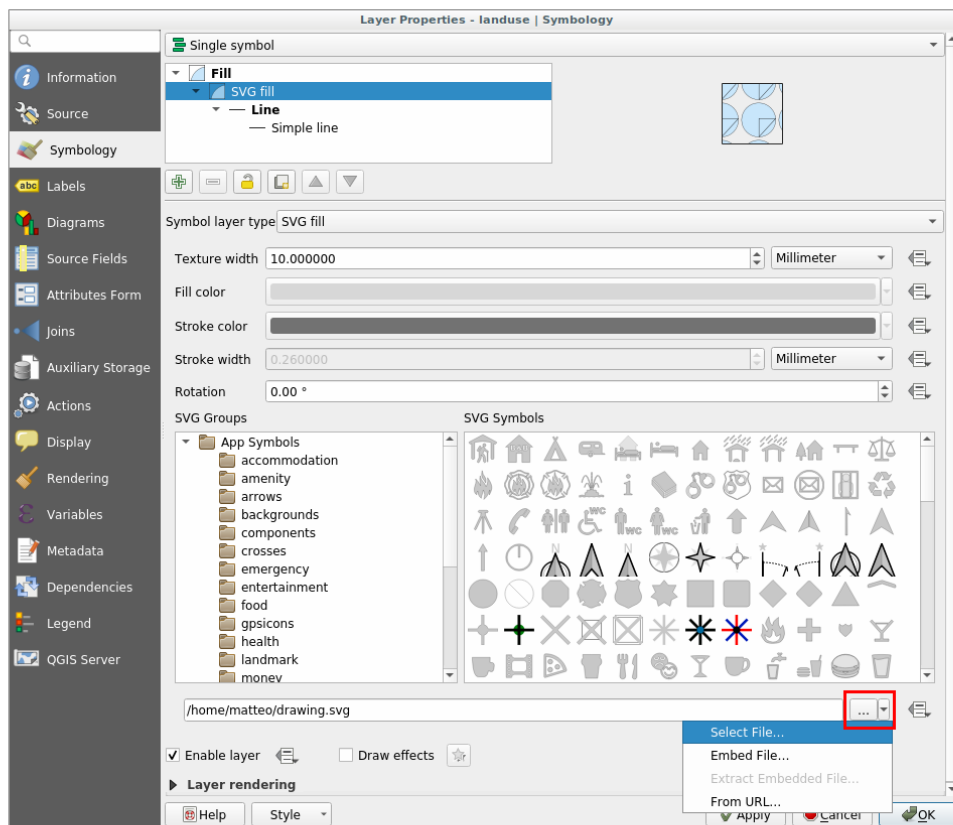 Layer Properties - landuse | Symbology
Information
Source
Symbology
abc Labels
Diagrams
Source Fields
Attributes Form
Joins
Auxiliary Storage
Actions
Display
Rendering
Variables
Metadata
Dependencies
Legend
QGIS Server
Single symbol
Fill
SVG fill
Line
Simple line
Symbol layer type SVG fill
Texture width 10.000000 Millimeter
Fill color
Stroke color
Stroke width 0.260000 Millimeter
Rotation 0.00 °
SVG Groups
App Symbols
accommodation
amenity
arrows
backgrounds
components
crosses
emergency
entertainment
food
gpsicons
health
landmark
money
SVG Symbols
WC
WC
WC
N
N
/home/matteo/drawing.svg
...
Select File...
Embed File...
Extract Embedded File...
From URL...
Enable layer
Draw effects
Layer rendering
Help
Style
Apply
Cancel
OK